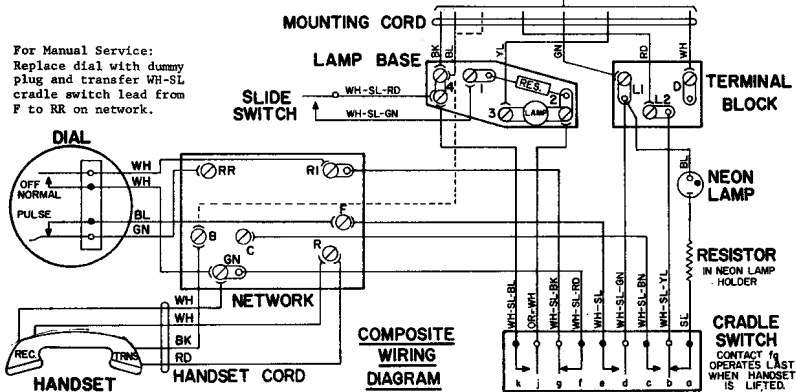 MOUNTING CORD
BK
BL
YL
GN
RD
WH
For Manual Service:
Replace dial with dummy
plug and transfer WH-SL
cradle switch lead from
F to RR on network.
LAMP BASE
4
1
RES.
2
3
LAMP
L1
L2
D
TERMINAL
BLOCK
SLIDE
SWITCH
WH-SL-RD
WH-SL-GN
DIAL
OFF
NORMAL
PULSE
WH
WH
BL
GN
RR
R1
F
B
C
R
GN
NETWORK
BL
NEON
LAMP
RESISTOR
IN NEON LAMP
HOLDER
WH
WH
BK
RD
REC.
TRNS
HANDSET
HANDSET CORD
COMPOSITE
WIRING
DIAGRAM
WH-SL-BL
OR-WH
WH-SL-BK
WH-SL-RD
WH-SL
WH-SL-GN
WH-SL-BN
WH-SL-YL
SL
k j g f e d c b a
CRADLE
SWITCH
CONTACT fg
OPERATES LAST
WHEN HANDSET
IS LIFTED.